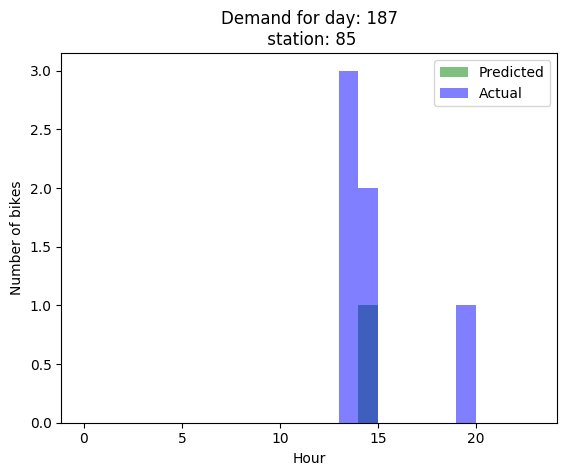 Demand for day: 187
station: 85
Predicted
Actual
3.0
2.5
2.0
1.5
1.0
0.5
0.0
Number of bikes
0 5 10 15 20
Hour